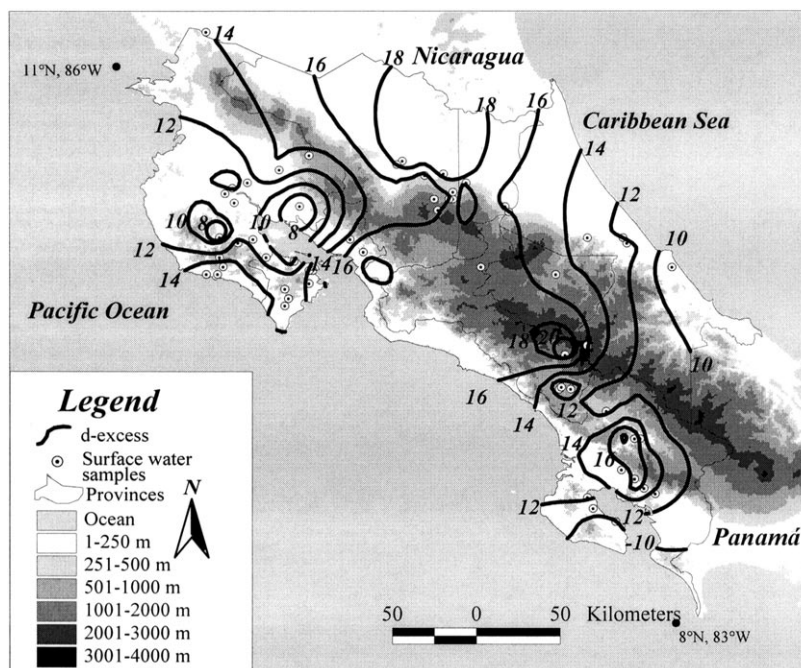 14
16
18
Nicaragua
11°N, 86°W
18
16
Caribbean Sea
12
14
12
10
8
10
8
10
12
14
14
16
Pacific Ocean
18
20
10
16
12
14
14
16
12
12
-10
Panamá
Legend
d-excess
Surface water
samples
Provinces
N
Ocean
1-250 m
251-500 m
501-1000 m
1001-2000 m
2001-3000 m
3001-4000 m
50 0 50 Kilometers
8°N, 83°W